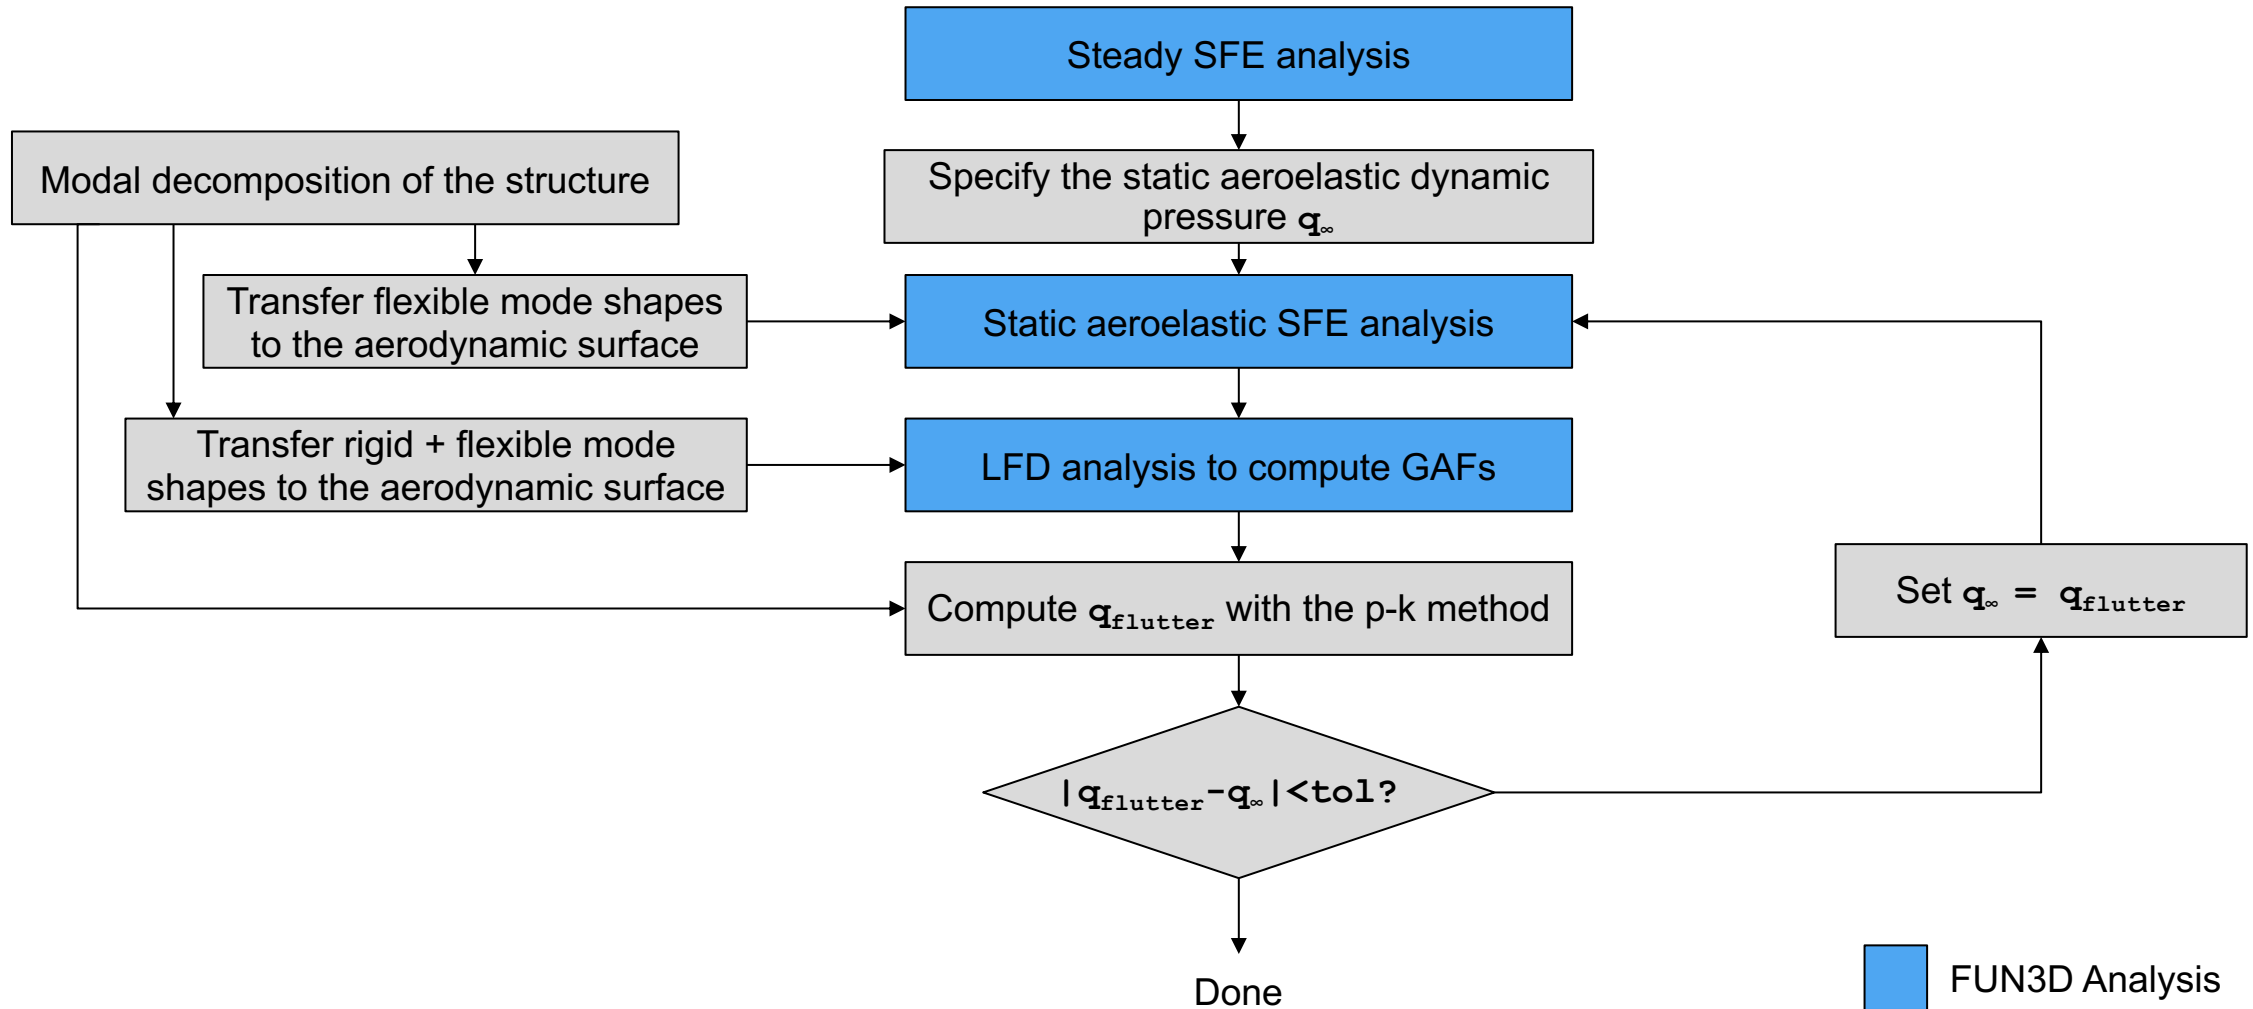 Steady SFE analysis
Modal decomposition of the structure
Specify the static aeroelastic dynamic
pressure q∞
Transfer flexible mode shapes
to the aerodynamic surface
Static aeroelastic SFE analysis
Transfer rigid + flexible mode
shapes to the aerodynamic surface
LFD analysis to compute GAFs
Compute qflutter with the p-k method
Set q∞ = qflutter
|qflutter-q∞|<tol?
Done
FUN3D Analysis